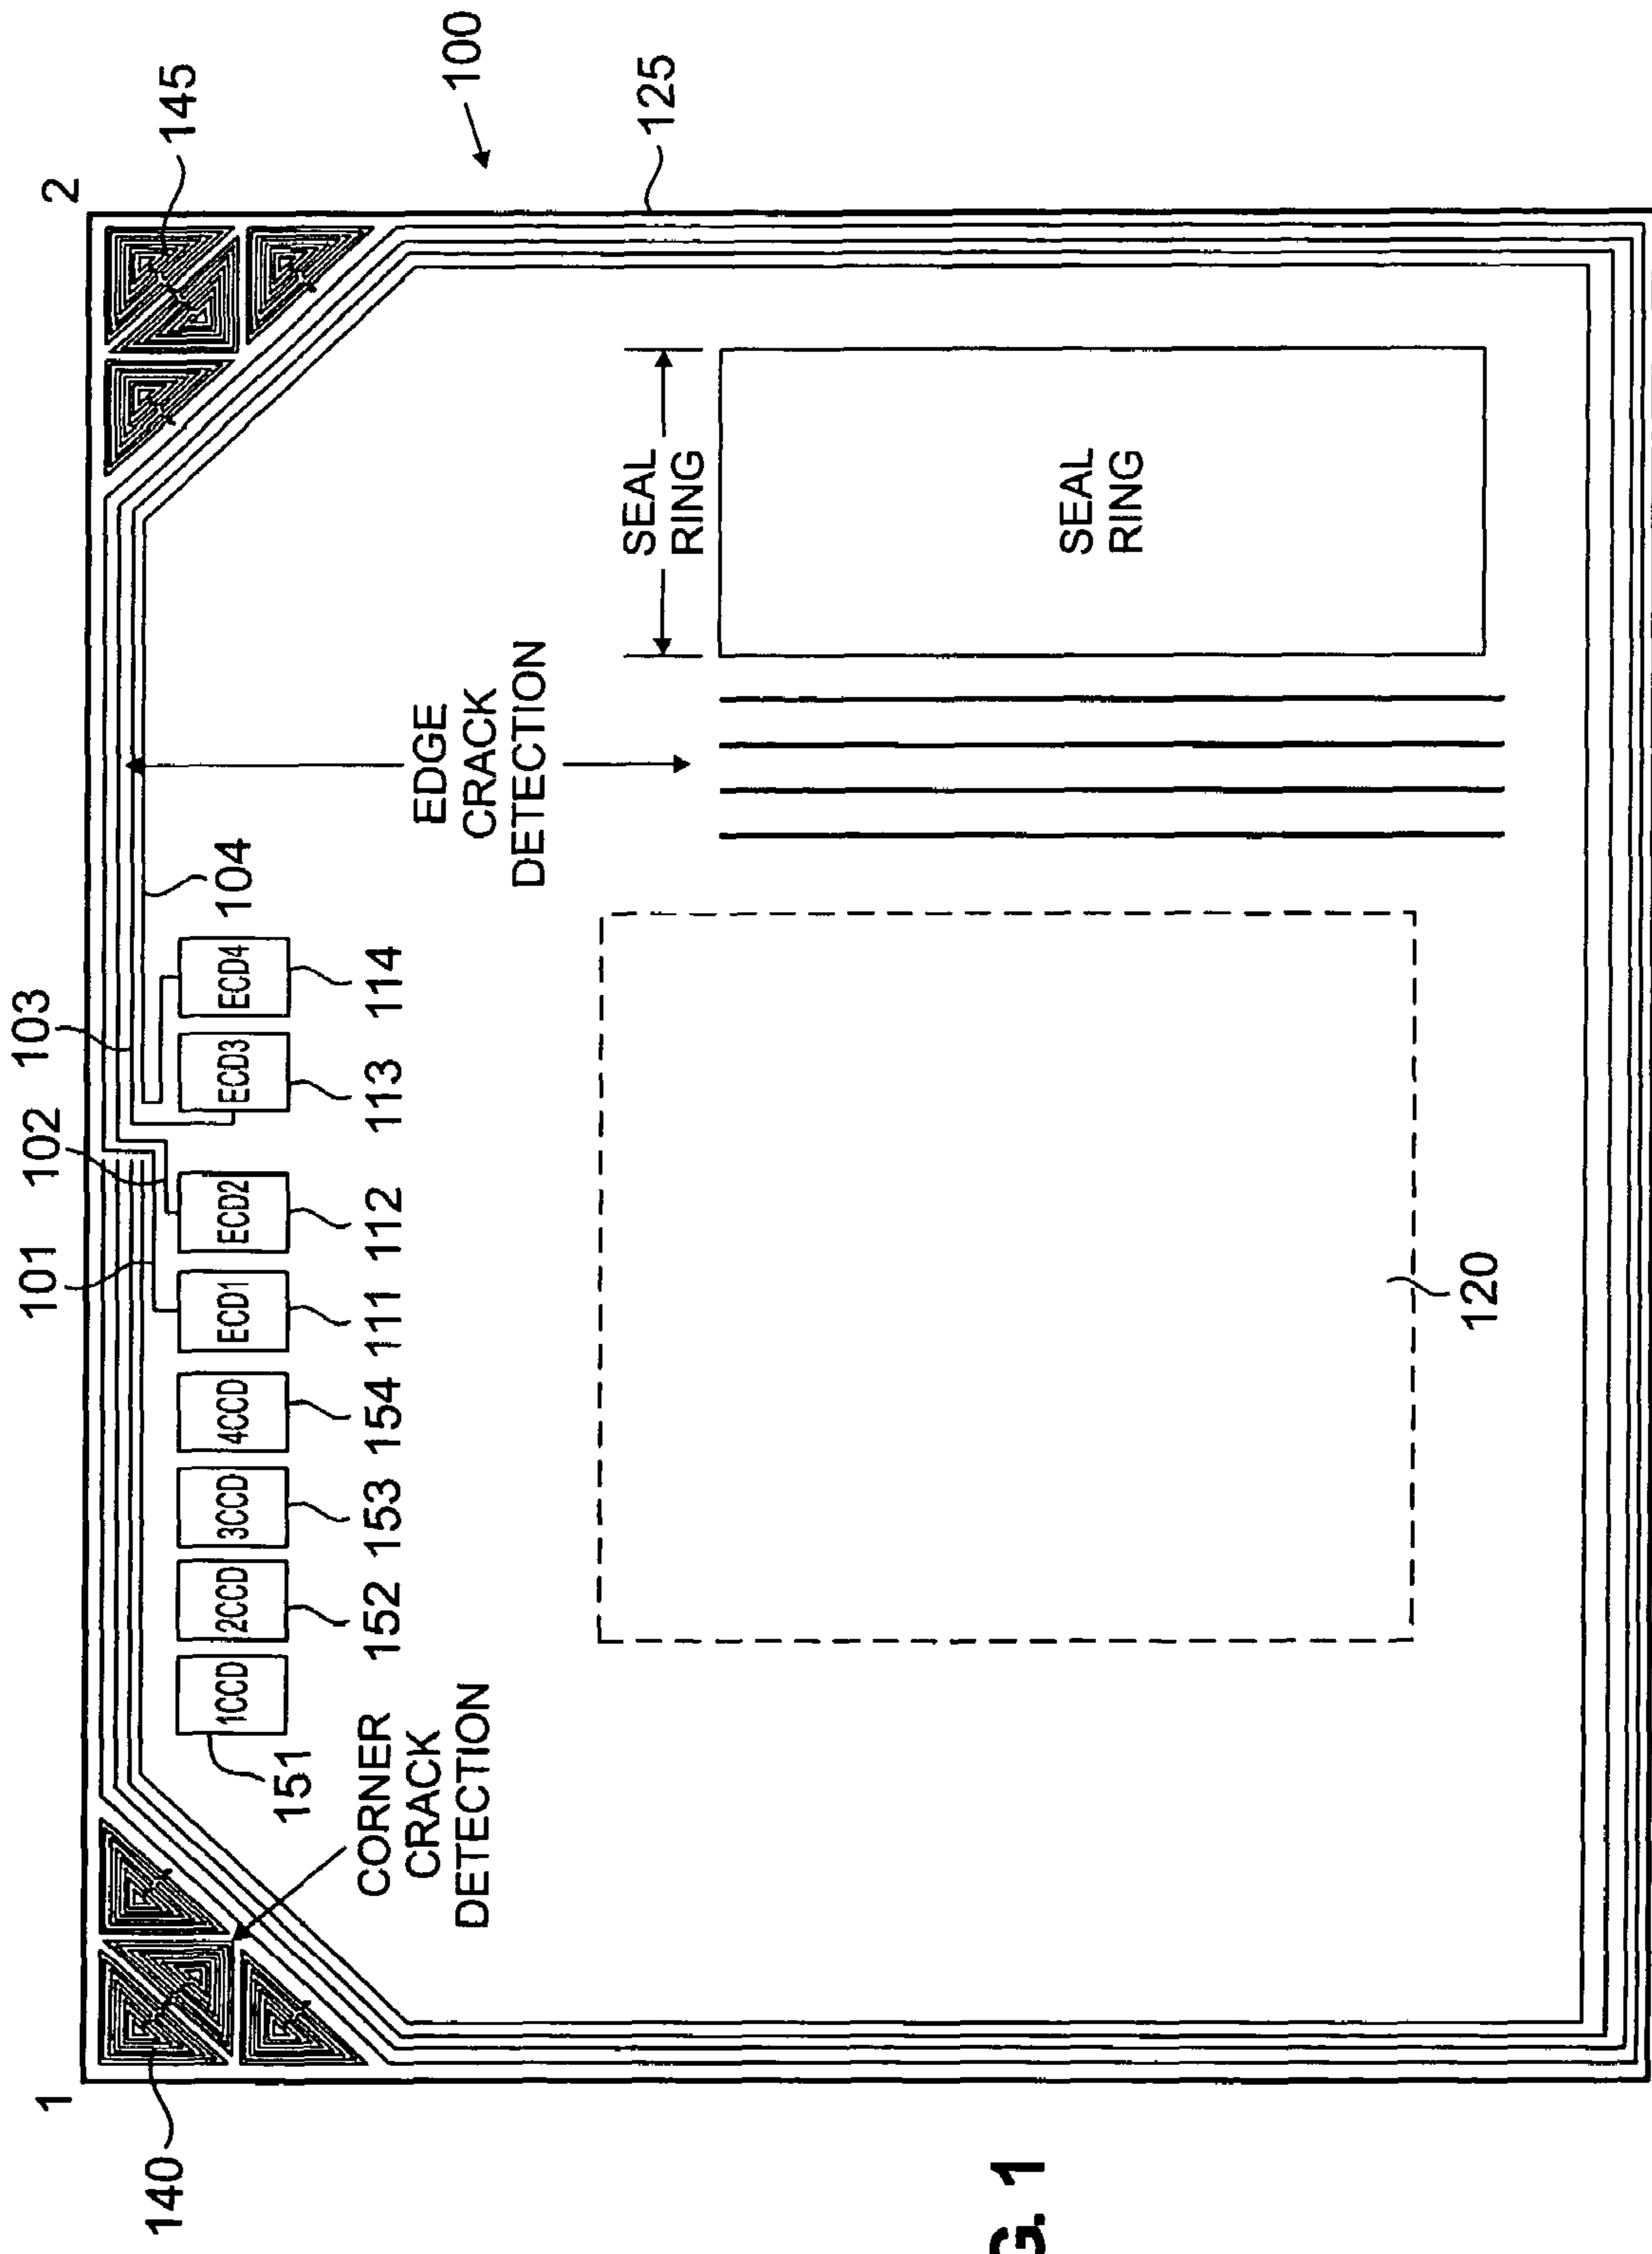 1
2
140
145
100
125
101
102
103
104
1CCD
2CCD
3CCD
4CCD
ECD1
ECD2
ECD3
ECD4
151
152
153
154
111
112
113
114
CORNER
CRACK
DETECTION
EDGE
CRACK
DETECTION
SEAL
RING
SEAL
RING
120
G. 1